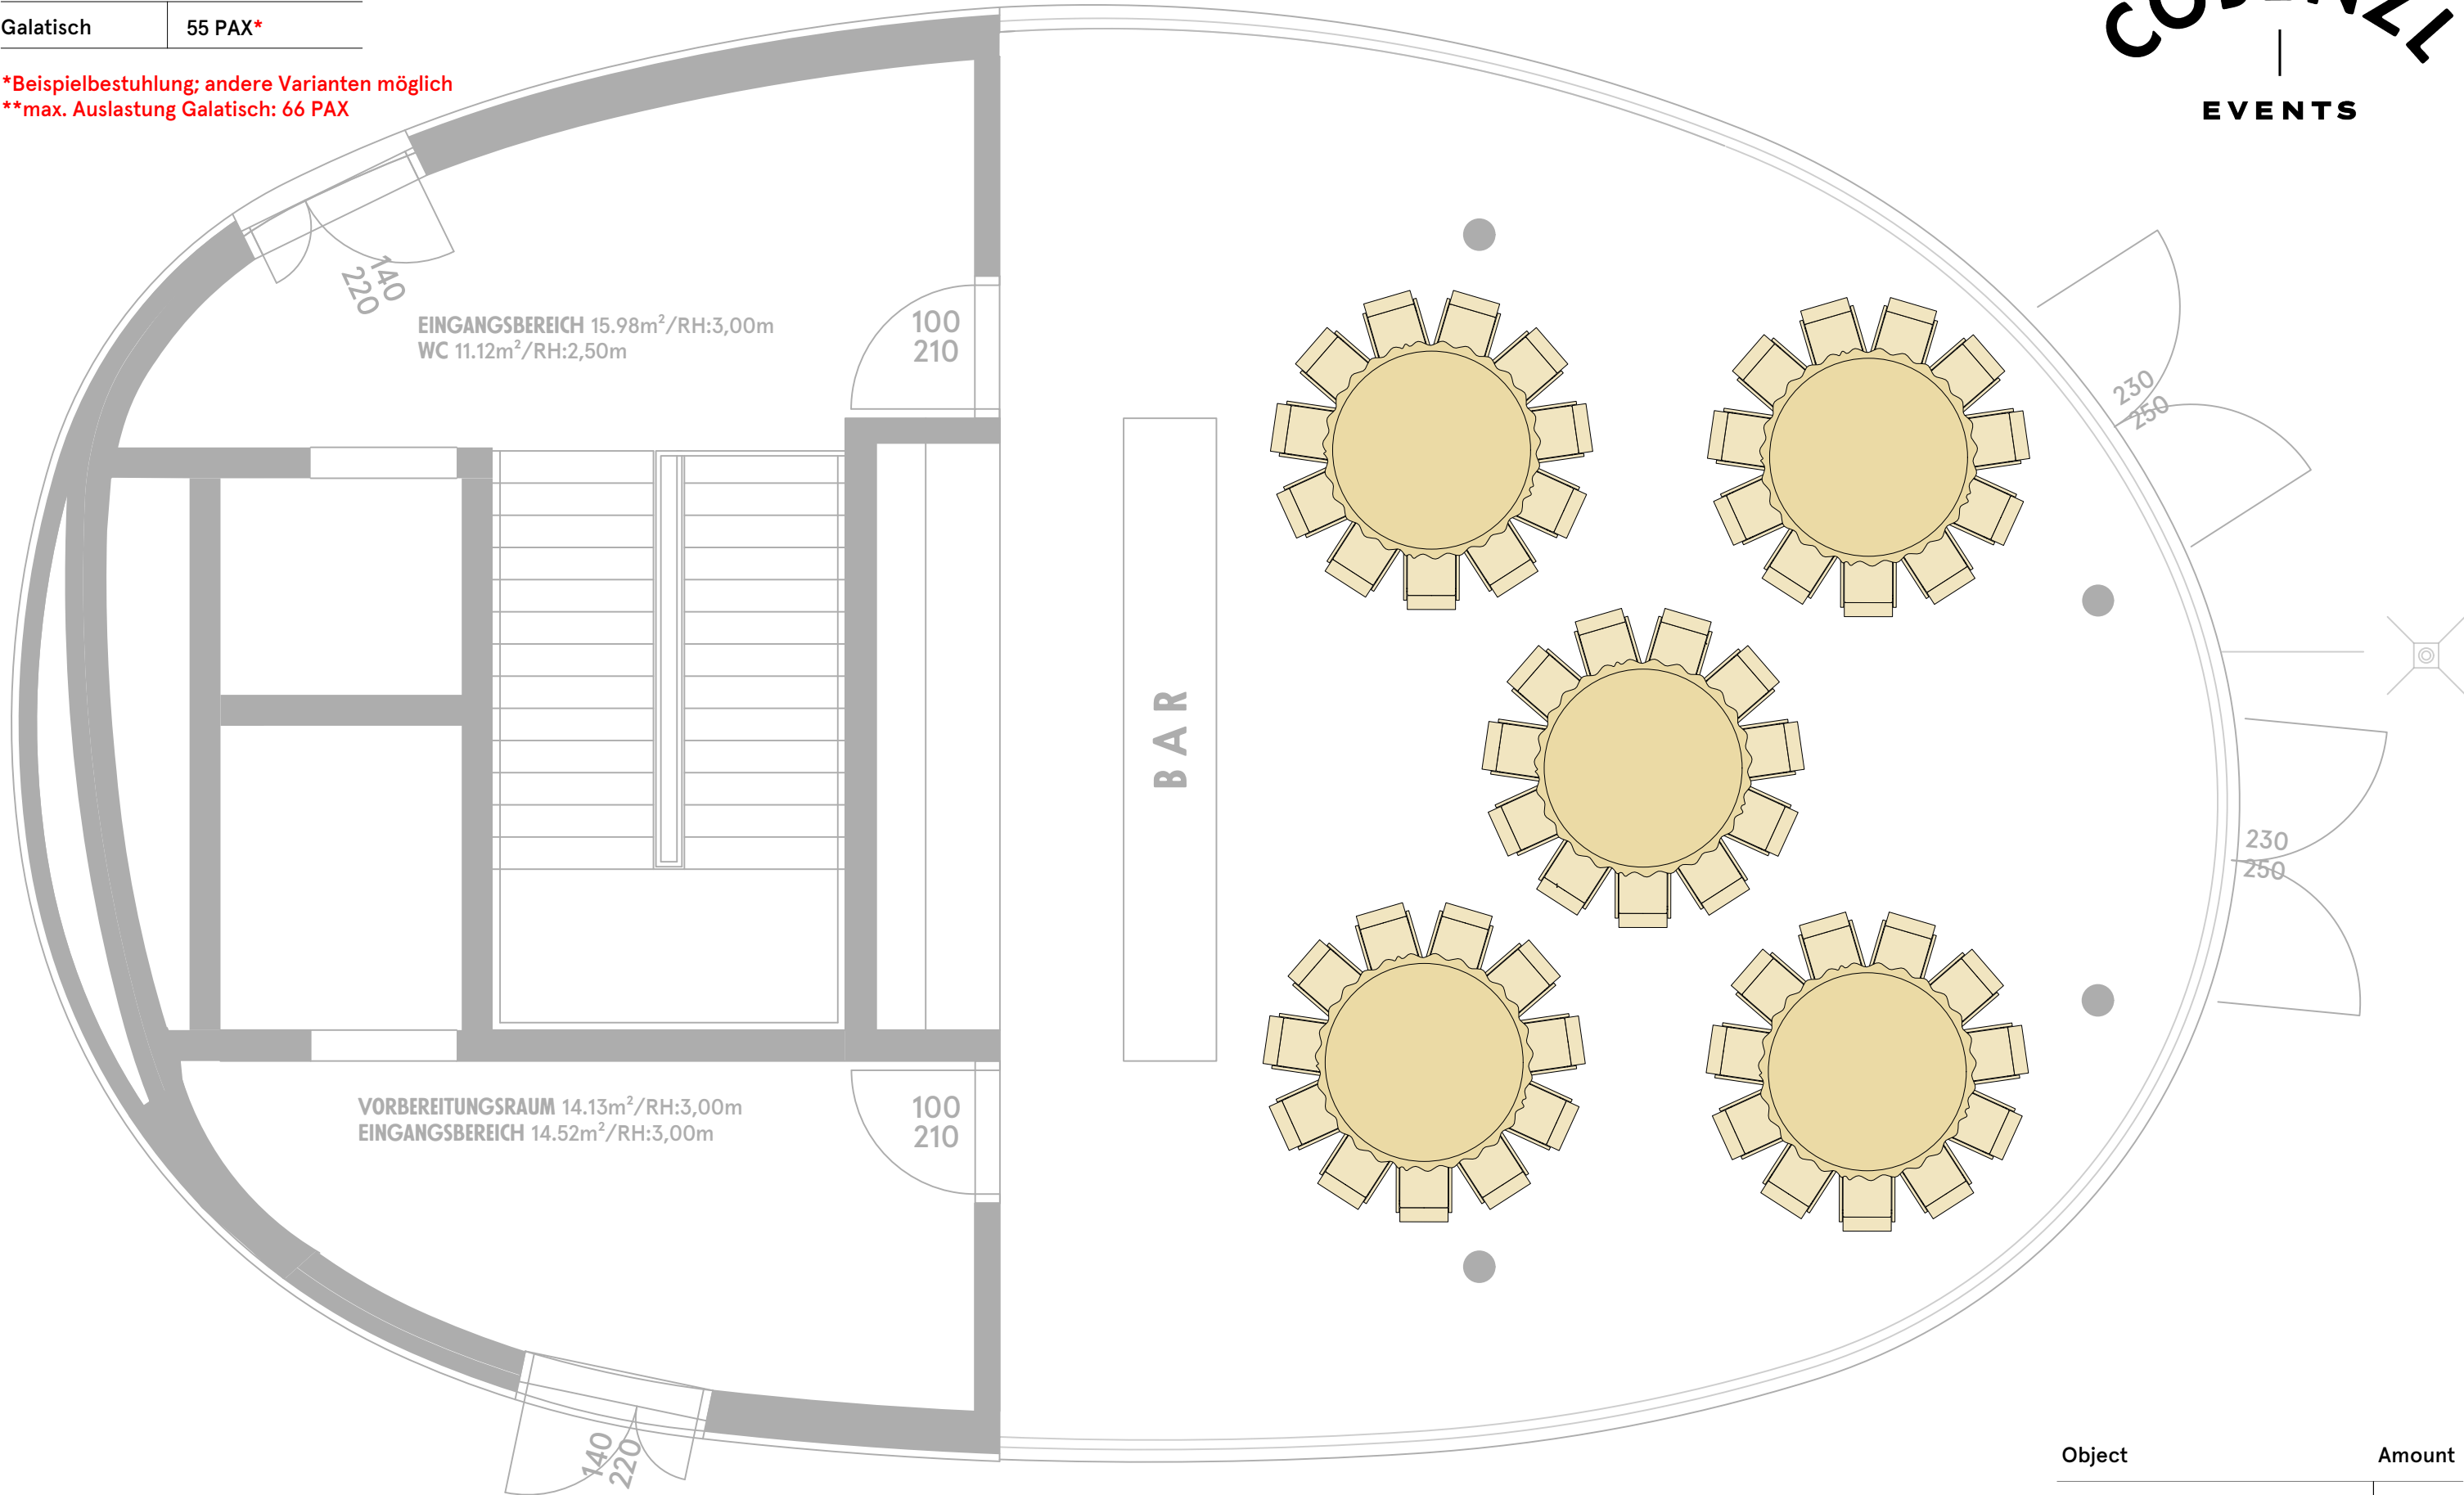 Galatisch 55 PAX*
*Beispielbestuhlung; andere Varianten möglich
**max. Auslastung Galatisch: 66 PAX
EVENTS
140
220
EINGANGSBEREICH 15.98m²/RH:3,00m
WC 11.12m²/RH:2,50m
100
210
230
250
BAR
230
250
VORBEREITUNGSRAUM 14.13m²/RH:3,00m
EINGANGSBEREICH 14.52m²/RH:3,00m
100
210
140
220
Object Amount